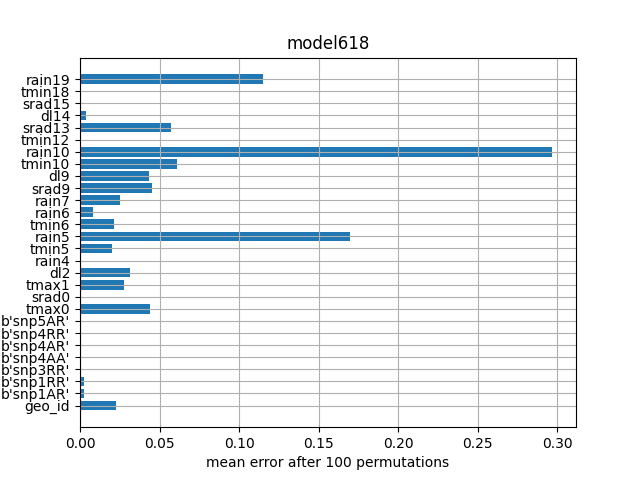 model618
rain19
tmin18
srad15
dl14
srad13
tmin12
rain10
tmin10
dl9
srad9
rain7
rain6
tmin6
rain5
tmin5
rain4
dl2
tmax1
srad0
tmax0
b'snp5AR'
b'snp4RR'
b'snp4AR'
b'snp4AA'
b'snp3RR'
b'snp1RR'
b'snp1AR'
geo_id
0.00 0.05 0.10 0.15 0.20 0.25 0.30
mean error after 100 permutations